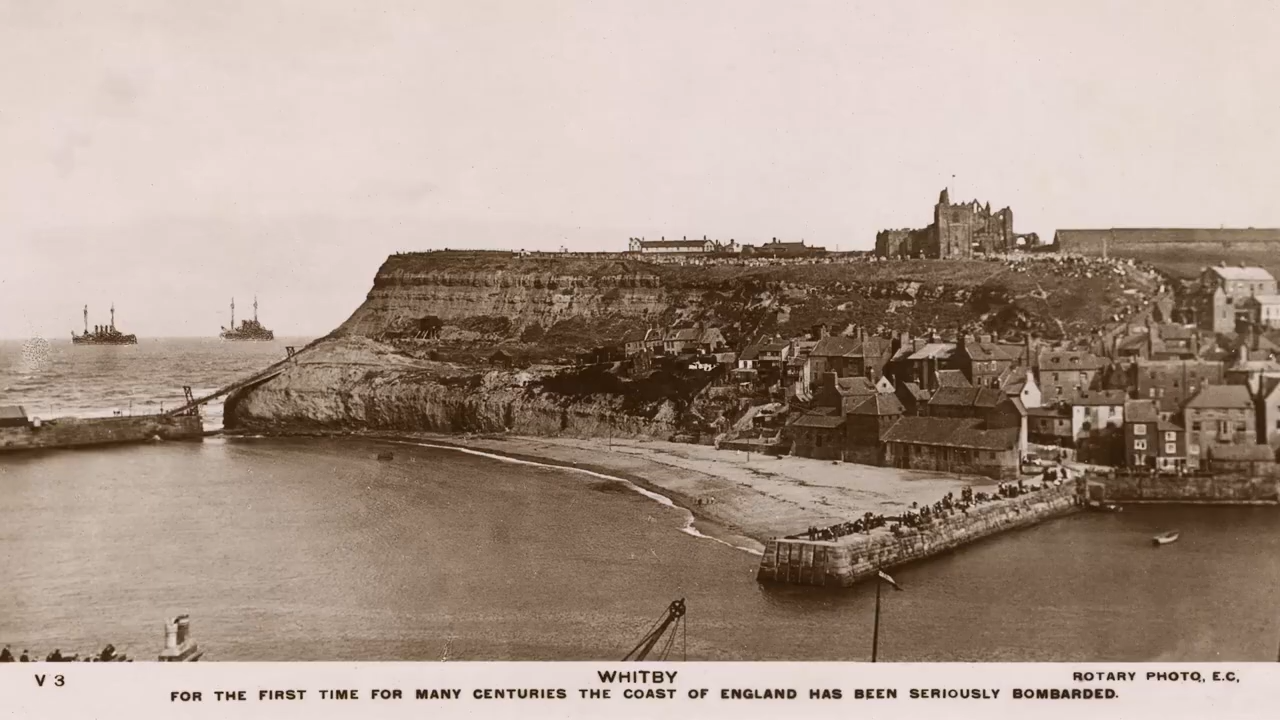 V 3 WHITBY ROTARY PHOTO, E.C,
FOR THE FIRST TIME FOR MANY CENTURIES THE COAST OF ENGLAND HAS BEEN SERIOUSLY BOMBARDED.